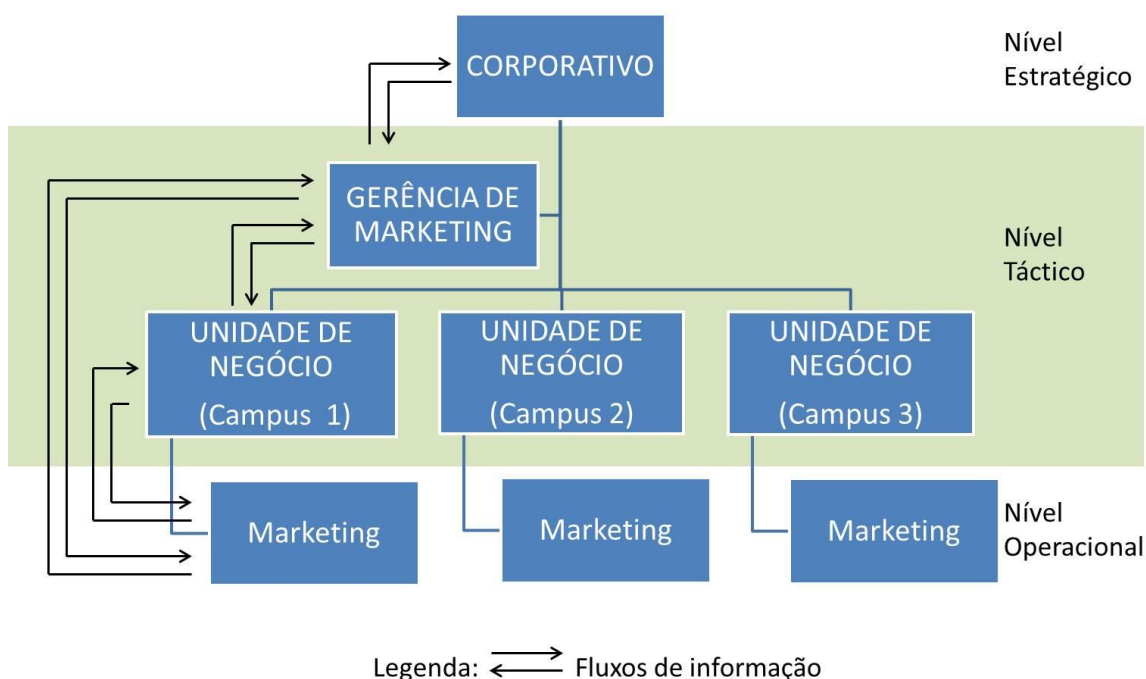 CORPORATIVO
Nível
Estratégico
GERÊNCIA DE
MARKETING
Nível
Táctico
UNIDADE DE
NEGÓCIO
(Campus 1)
UNIDADE DE
NEGÓCIO
(Campus 2)
UNIDADE DE
NEGÓCIO
(Campus 3)
Marketing
Marketing
Marketing
Nível
Operacional
Legenda: Fluxos de informação